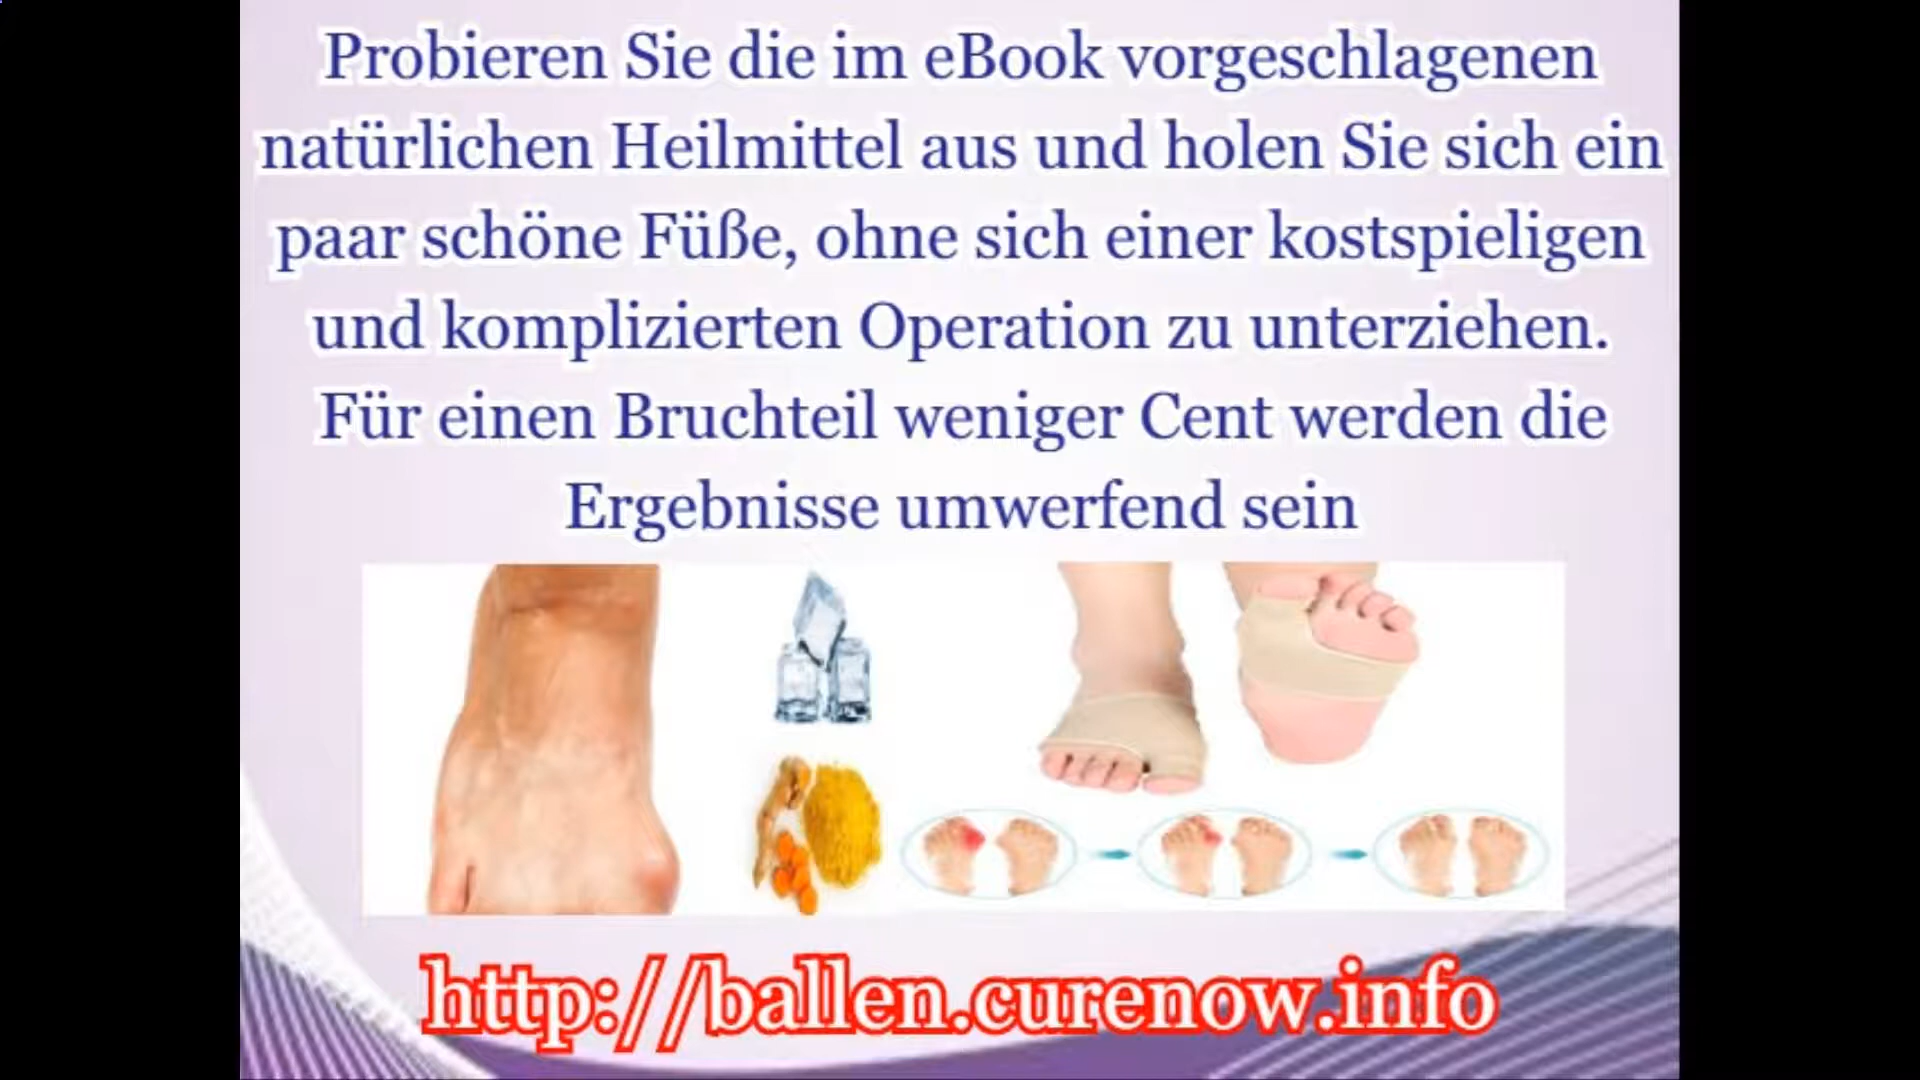 Probieren Sie die im eBook vorgeschlagenen
natürlichen Heilmittel aus und holen Sie sich ein
paar schöne Füße, ohne sich einer kostspieligen
und komplizierten Operation zu unterziehen.
Für einen Bruchteil weniger Cent werden die
Ergebnisse umwerfend sein
http://ballen.curenow.info